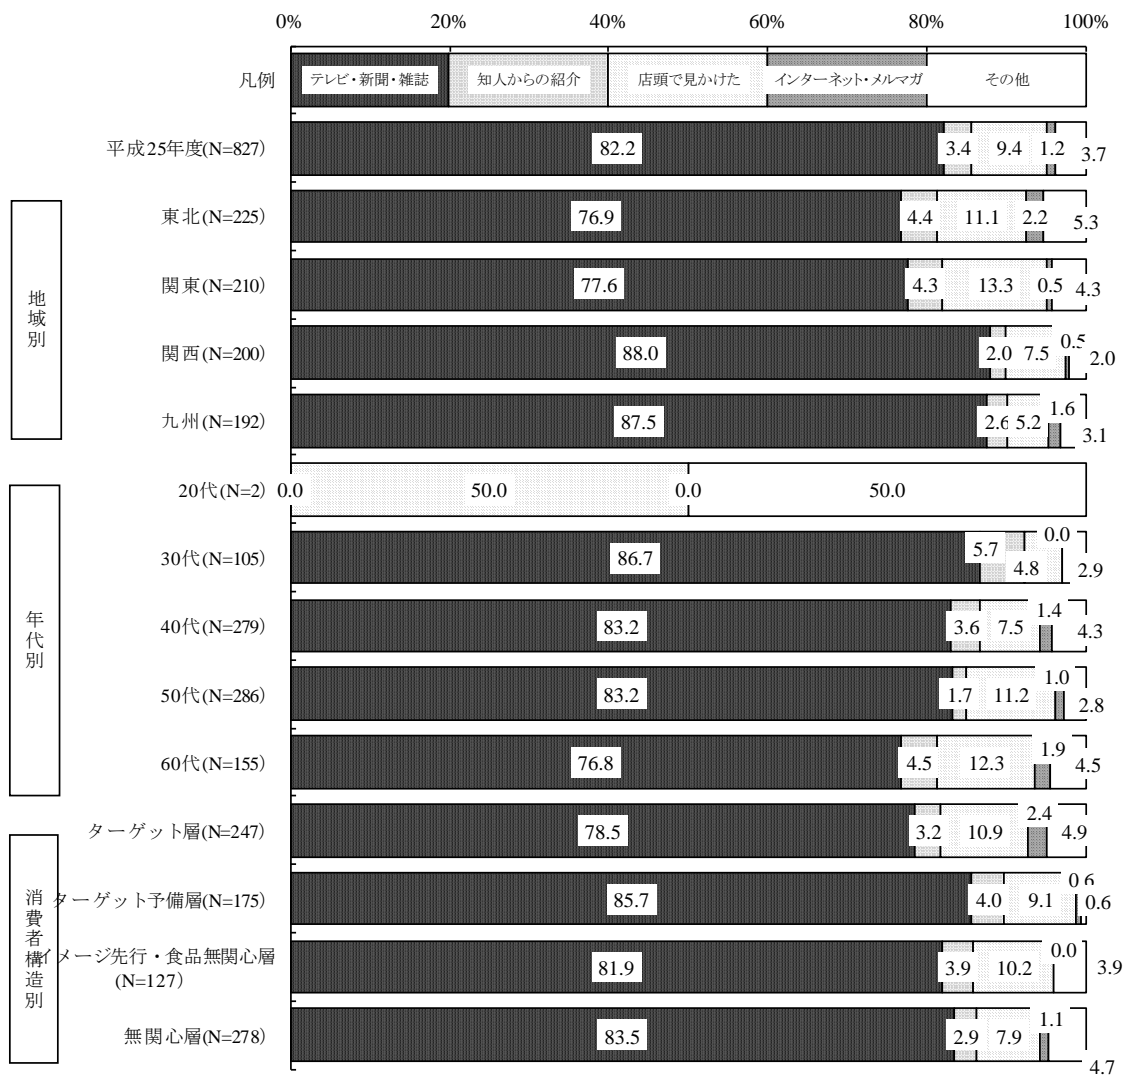 0% 20% 40% 60% 80% 100%
凡例 テレビ・新聞・雑誌 知人からの紹介 店頭で見かけた インターネット・メルマガ その他
平成25年度(N=827) 82.2 3.4 9.4 1.2 3.7
地域別
東北(N=225) 76.9 4.4 11.1 2.2 5.3
関東(N=210) 77.6 4.3 13.3 0.5 4.3
関西(N=200) 88.0 2.0 7.5 0.5 2.0
九州(N=192) 87.5 2.6 5.2 1.6 3.1
年代別
20代(N=2) 0.0 50.0 0.0 50.0
30代(N=105) 86.7 5.7 4.8 0.0 2.9
40代(N=279) 83.2 3.6 7.5 1.4 4.3
50代(N=286) 83.2 1.7 11.2 1.0 2.8
60代(N=155) 76.8 4.5 12.3 1.9 4.5
消費者構造別
ターゲット層(N=247) 78.5 3.2 10.9 2.4 4.9
ターゲット予備層(N=175) 85.7 4.0 9.1 0.6 0.6
イメージ先行・食品無関心層
(N=127) 81.9 3.9 10.2 0.0 3.9
無関心層(N=278) 83.5 2.9 7.9 1.1 4.7